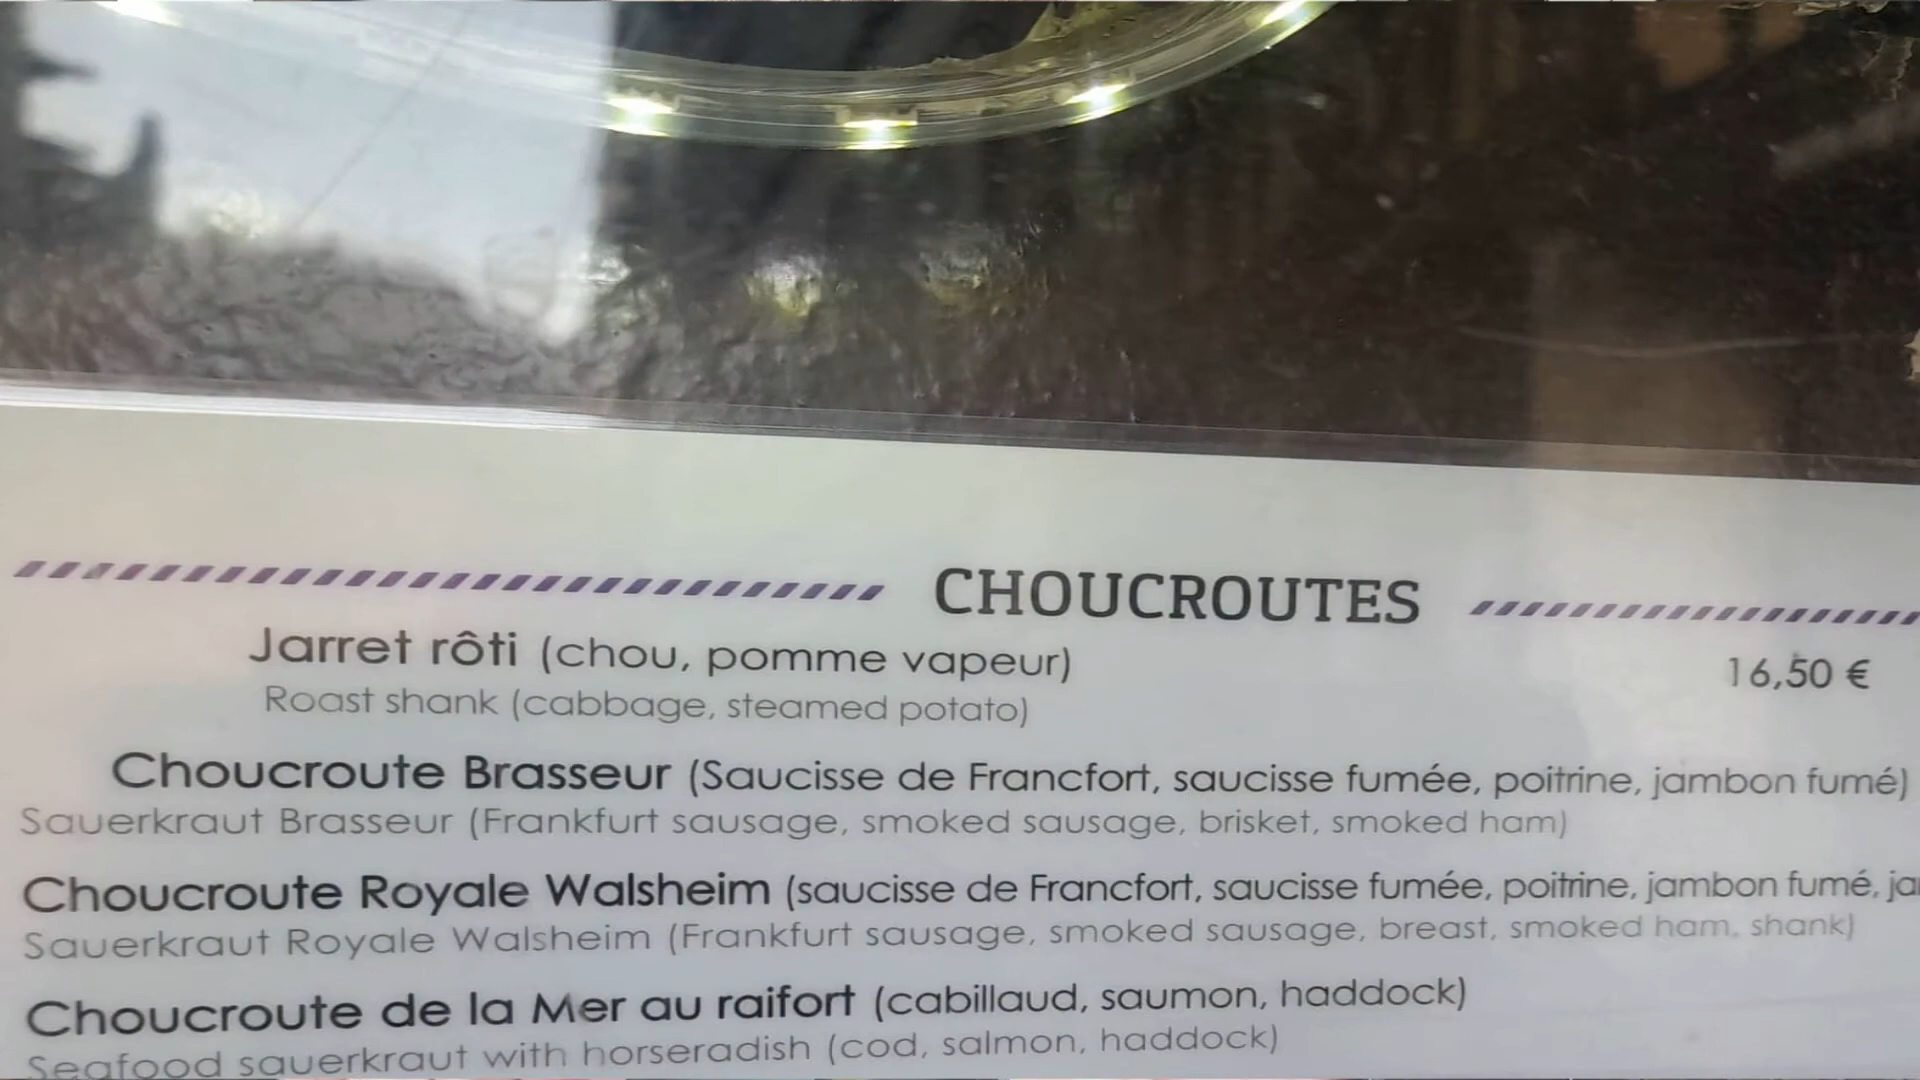 CHOUCROUTES
Jarret rôti (chou, pomme vapeur) 16,50 €
Roast shank (cabbage, steamed potato)
Choucroute Brasseur (Saucisse de Francfort, saucisse fumée, poitrine, jambon fumé)
Sauerkraut Brasseur (Frankfurt sausage, smoked sausage, brisket, smoked ham)
Choucroute Royale Walsheim (saucisse de Francfort, saucisse fumée, poitrine, jambon fumé,
Sauerkraut Royale Walsheim (Frankfurt sausage, smoked sausage, breast, smoked ham, shank)
Choucroute de la Mer au raifort (cabillaud, saumon, haddock)
Seafood sauerkraut with horseradish (cod, salmon, haddock)